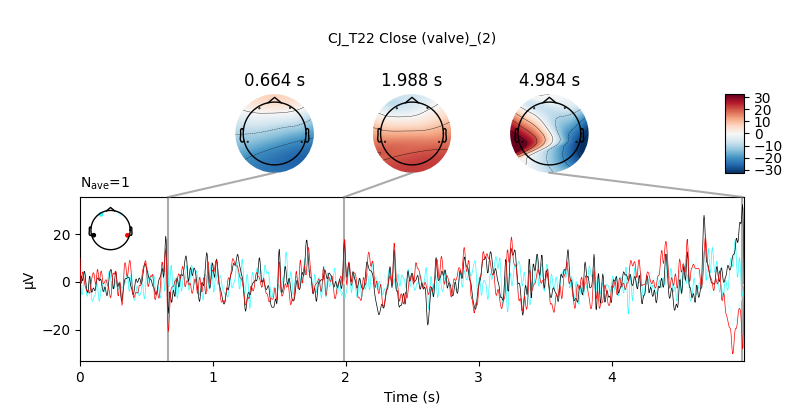 CJ_T22 Close (valve)_(2)
0.664 s 1.988 s 4.984 s
30
20
10
0
−10
−20
−30
Nave=1
20
0
−20
µV
0 1 2 3 4
Time (s)